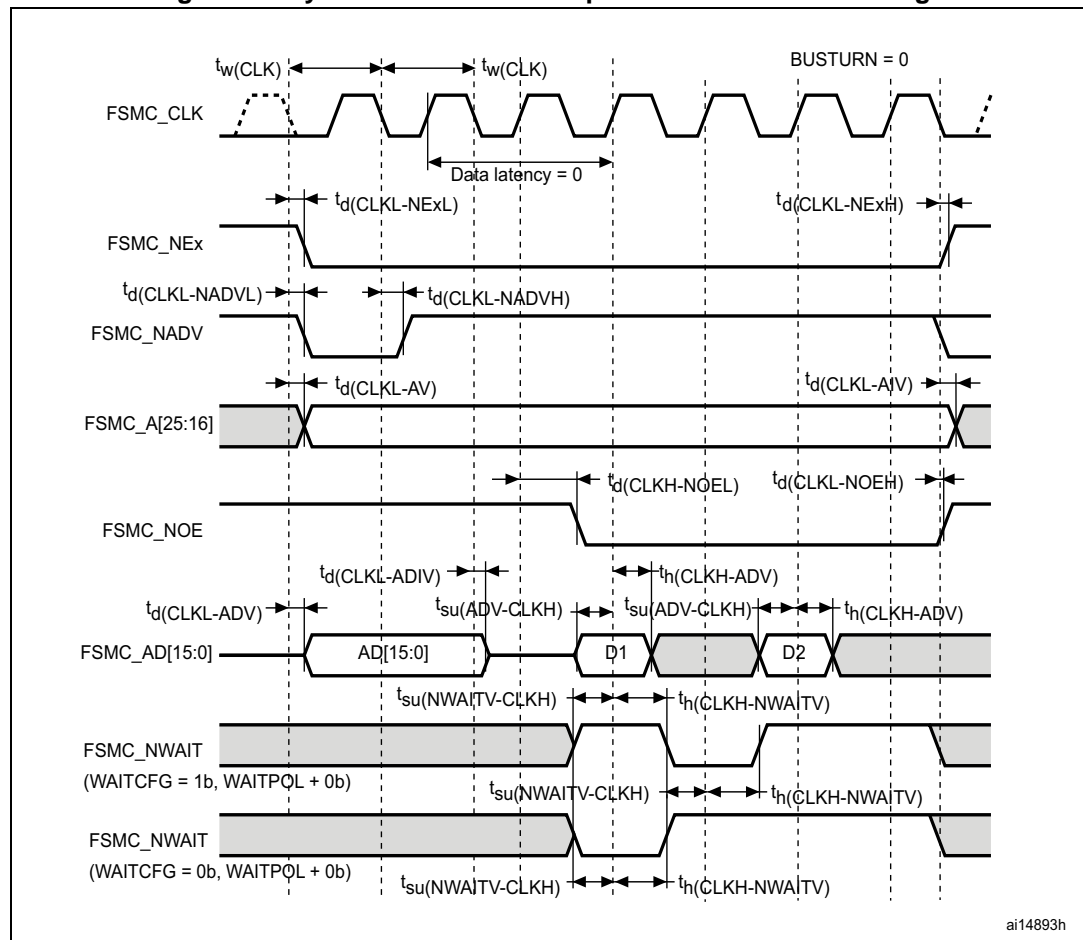 tw(CLK) tw(CLK) BUSTURN = 0
FSMC_CLK
Data latency = 0
td(CLKL-NExL) td(CLKL-NExH)
FSMC_NEx
td(CLKL-NADVL) td(CLKL-NADVH)
FSMC_NADV
td(CLKL-AV) td(CLKL-AIV)
FSMC_A[25:16]
td(CLKH-NOEL) td(CLKL-NOEH)
FSMC_NOE
td(CLKL-ADIV) th(CLKH-ADV)
td(CLKL-ADV) tsu(ADV-CLKH) tsu(ADV-CLKH) th(CLKH-ADV)
FSMC_AD[15:0] AD[15:0] D1 D2
tsu(NWAITV-CLKH) th(CLKH-NWAITV)
FSMC_NWAIT
(WAITCFG = 1b, WAITPOL + 0b)
tsu(NWAITV-CLKH) th(CLKH-NWAITV)
FSMC_NWAIT
(WAITCFG = 0b, WAITPOL + 0b)
tsu(NWAITV-CLKH) th(CLKH-NWAITV)
ai14893h